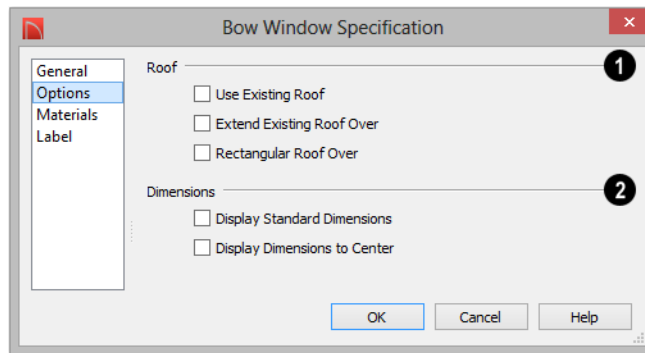 Bow Window Specification
General
Options
Materials
Label
Roof
1
Use Existing Roof
Extend Existing Roof Over
Rectangular Roof Over
Dimensions
2
Display Standard Dimensions
Display Dimensions to Center
OK
Cancel
Help